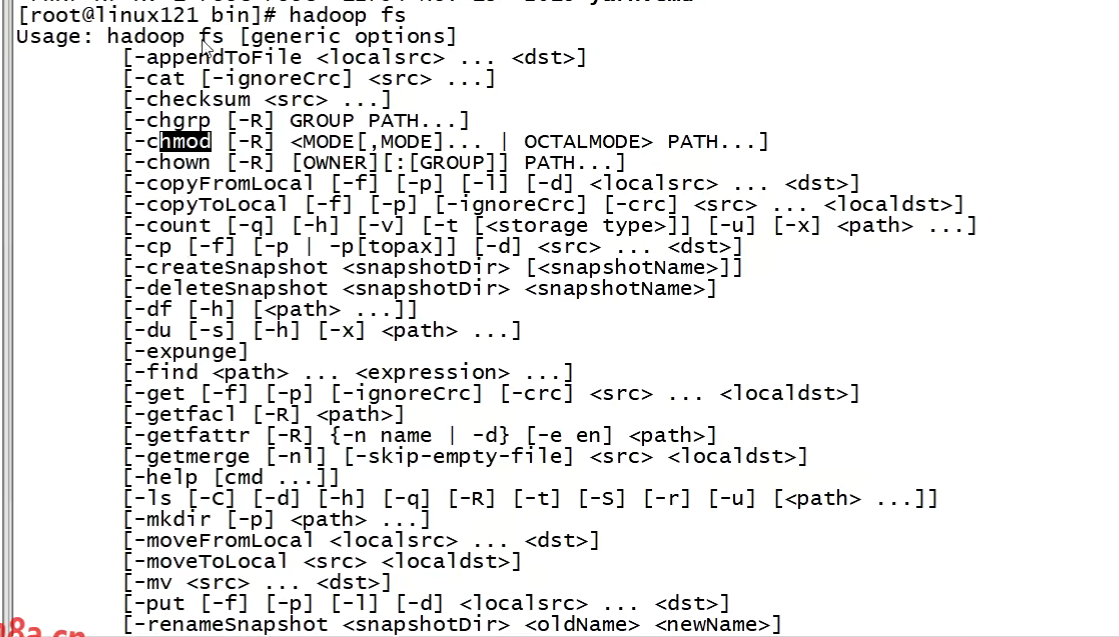 [root@linux121 bin]# hadoop fs
Usage: hadoop fs [generic options]
[-appendToFile <localsrc> ... <dst>]
[-cat [-ignoreCrc] <src> ...]
[-checksum <src> ...]
[-chgrp [-R] GROUP PATH...]
[-chmod [-R] <MODE[,MODE]... | OCTALMODE> PATH...]
[-chown [-R] [OWNER][:[GROUP]] PATH...]
[-copyFromLocal [-f] [-p] [-l] [-d] <localsrc> ... <dst>]
[-copyToLocal [-f] [-p] [-ignoreCrc] [-crc] <src> ... <localdst>]
[-count [-q] [-h] [-v] [-t [<storage type>]] [-u] [-x] <path> ...]
[-cp [-f] [-p | -p[topax]] [-d] <src> ... <dst>]
[-createSnapshot <snapshotDir> [<snapshotName>]]
[-deleteSnapshot <snapshotDir> <snapshotName>]
[-df [-h] [<path> ...]]
[-du [-s] [-h] [-x] <path> ...]
[-expunge]
[-find <path> ... <expression> ...]
[-get [-f] [-p] [-ignoreCrc] [-crc] <src> ... <localdst>]
[-getfacl [-R] <path>]
[-getfattr [-R] {-n name | -d} [-e en] <path>]
[-getmerge [-nl] [-skip-empty-file] <src> <localdst>]
[-help [cmd ...]]
[-ls [-C] [-d] [-h] [-q] [-R] [-t] [-S] [-r] [-u] [<path> ...]]
[-mkdir [-p] <path> ...]
[-moveFromLocal <localsrc> ... <dst>]
[-moveToLocal <src> <localdst>]
[-mv <src> ... <dst>]
[-put [-f] [-p] [-l] [-d] <localsrc> ... <dst>]
[-renameSnapshot <snapshotDir> <oldName> <newName>]